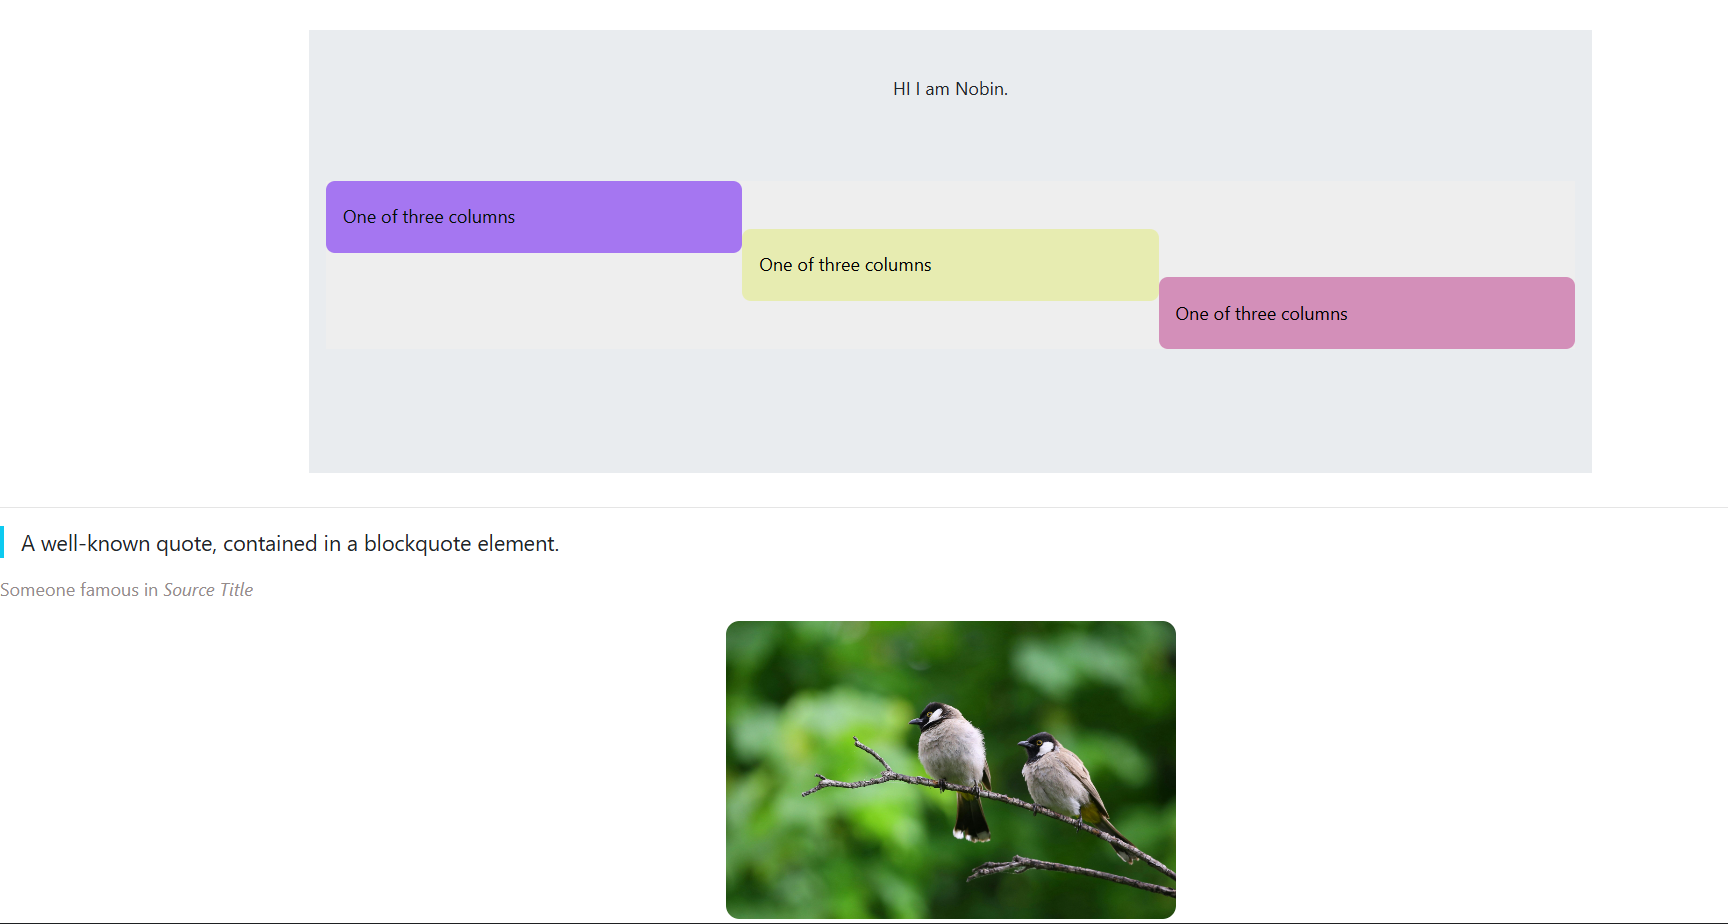 HI I am Nobin.
One of three columns
One of three columns
One of three columns
A well-known quote, contained in a blockquote element.
Someone famous in Source Title